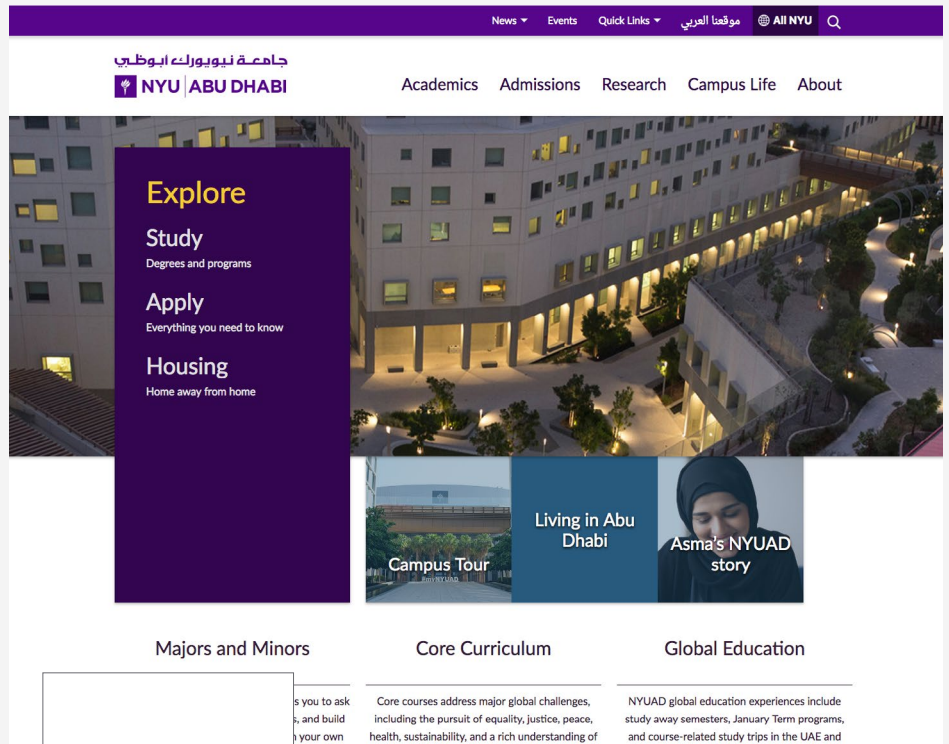 News Events Quick Links موقعنا العربي All NYU
جامعة نيويورك أبوظبي
NYU ABU DHABI
Academics Admissions Research Campus Life About
Explore
Study
Degrees and programs
Apply
Everything you need to know
Housing
Home away from home
Campus Tour
#myNYUAD
Living in Abu
Dhabi
Asma's NYUAD
story
Majors and Minors
s you to ask
s, and build
your own
Core Curriculum
Core courses address major global challenges,
including the pursuit of equality, justice, peace,
health, sustainability, and a rich understanding of
Global Education
NYUAD global education experiences include
study away semesters, January Term programs,
and course-related study trips in the UAE and